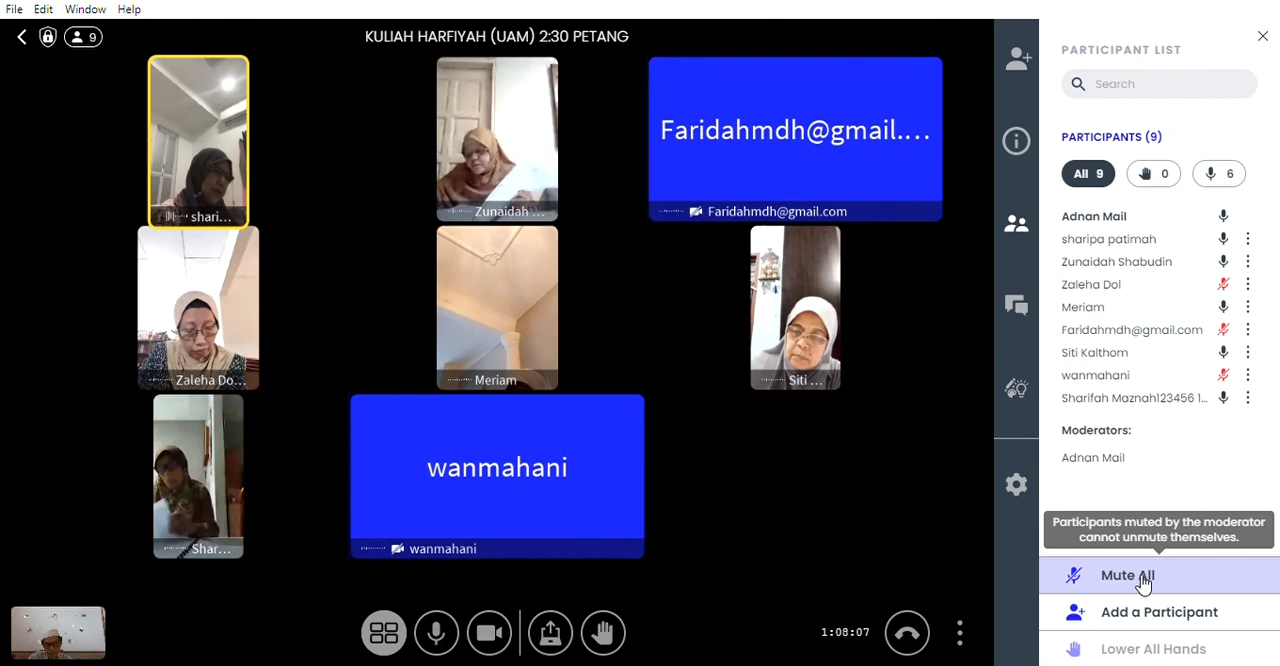 File Edit Window Help
9
KULIAH HARFIYAH (UAM) 2:30 PETANG
shari...
Zunaidah ...
Faridahmdh@gmail....
Faridahmdh@gmail.com
Zaleha Do...
Meriam
Siti ...
Shar...
wanmahani
wanmahani
1:08:07
PARTICIPANT LIST
Search
PARTICIPANTS (9)
All 9 0 6
Adnan Mail
sharipa patimah
Zunaidah Shabudin
Zaleha Dol
Meriam
Faridahmdh@gmail.com
Siti Kalthom
wanmahani
Sharifah Maznah123456 1...
Moderators:
Adnan Mail
Participants muted by the moderator
cannot unmute themselves.
Mute All
Add a Participant
Lower All Hands